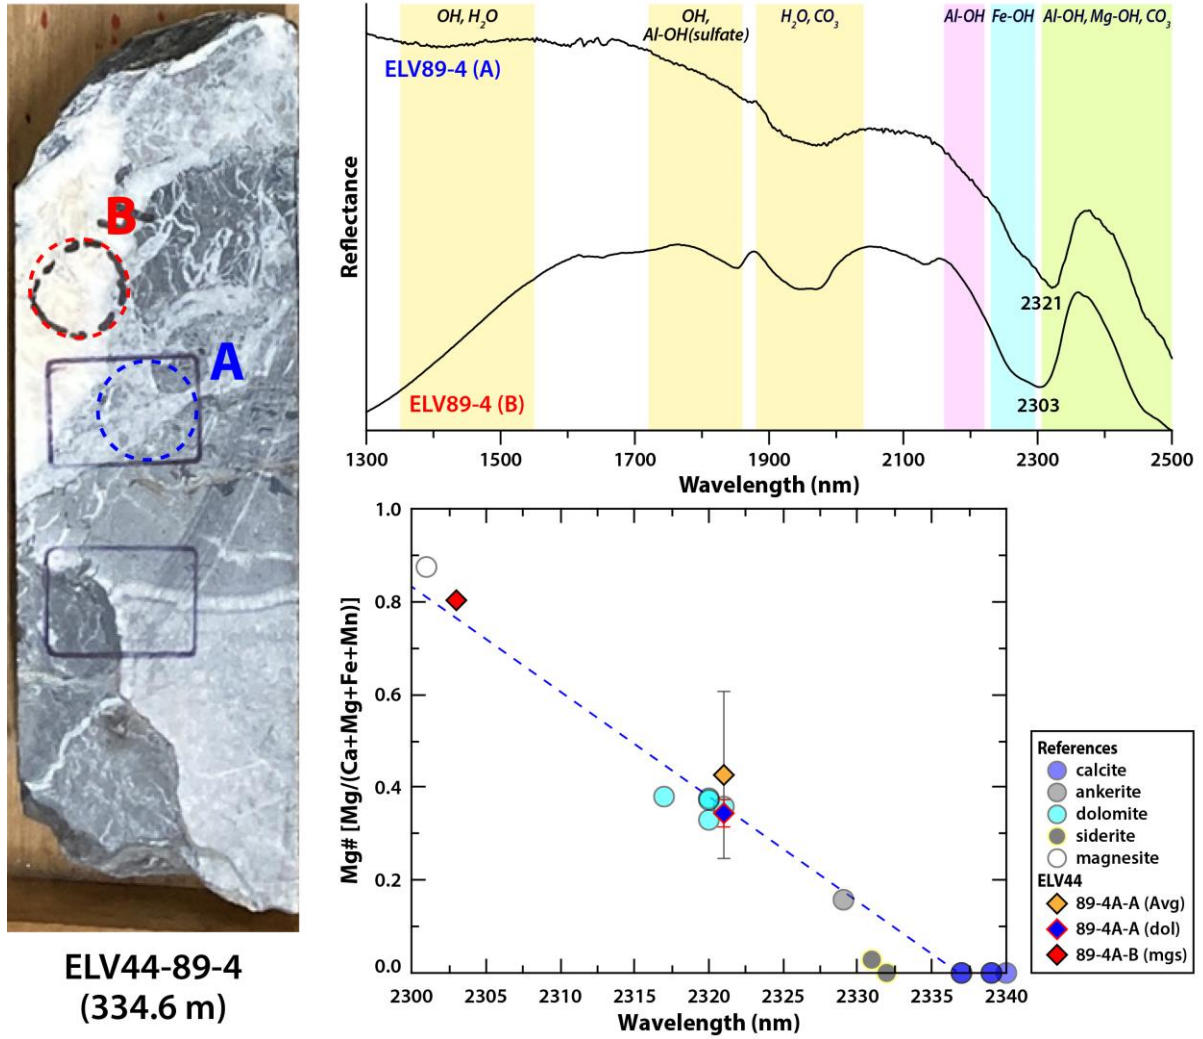 B
A
ELV44-89-4
(334.6 m)
OH, H2O
OH,
Al-OH(sulfate)
H2O, CO3
Al-OH
Fe-OH
Al-OH, Mg-OH, CO3
ELV89-4 (A)
ELV89-4 (B)
2321
2303
Reflectance
1300 1500 1700 1900 2100 2300 2500
Wavelength (nm)
Mg# [Mg/(Ca+Mg+Fe+Mn)]
1.0
0.8
0.6
0.4
0.2
0.0
2300 2305 2310 2315 2320 2325 2330 2335 2340
Wavelength (nm)
References
calcite
ankerite
dolomite
siderite
magnesite
ELV44
89-4A-A (Avg)
89-4A-A (dol)
89-4A-B (mgs)